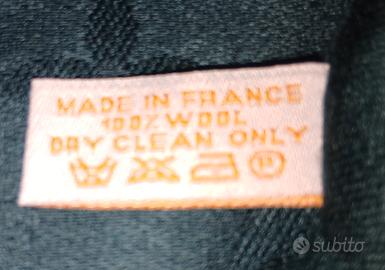 MADE IN FRANCE
100% WOOL
DRY CLEAN ONLY
subito